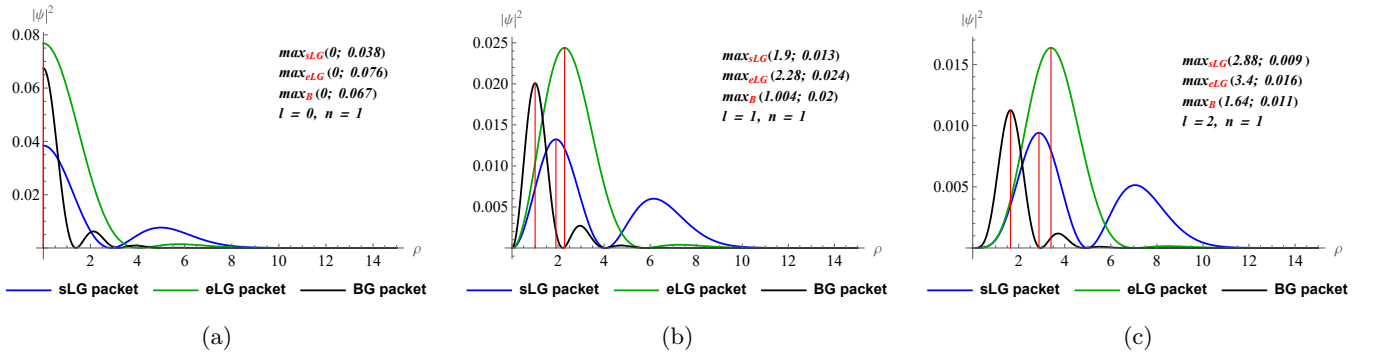 |ψ|²
0.08
0.06
0.04
0.02
2 4 6 8 10 12 14 ρ
max_sLG(0; 0.038)
max_eLG(0; 0.076)
max_B(0; 0.067)
l = 0, n = 1
sLG packet eLG packet BG packet
(a)
|ψ|²
0.025
0.020
0.015
0.010
0.005
2 4 6 8 10 12 14 ρ
max_sLG(1.9; 0.013)
max_eLG(2.28; 0.024)
max_B(1.004; 0.02)
l = 1, n = 1
sLG packet eLG packet BG packet
(b)
|ψ|²
0.015
0.010
0.005
2 4 6 8 10 12 14 ρ
max_sLG(2.88; 0.009)
max_eLG(3.4; 0.016)
max_B(1.64; 0.011)
l = 2, n = 1
sLG packet eLG packet BG packet
(c)